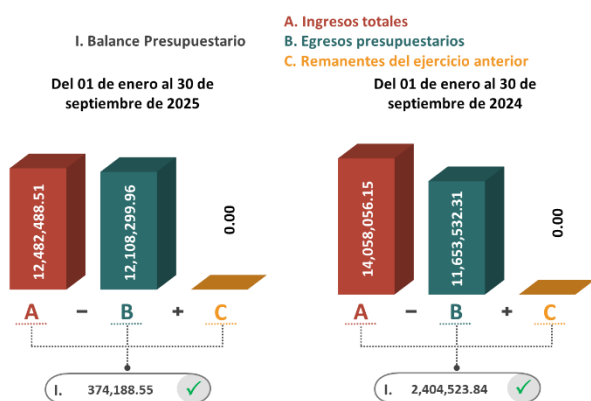 I. Balance Presupuestario
A. Ingresos totales
B. Egresos presupuestarios
C. Remanentes del ejercicio anterior
Del 01 de enero al 30 de
septiembre de 2025
12,482,488.51
12,108,299.96
0.00
A – B + C
I. 374,188.55
Del 01 de enero al 30 de
septiembre de 2024
14,058,056.15
11,653,532.31
0.00
A – B + C
I. 2,404,523.84